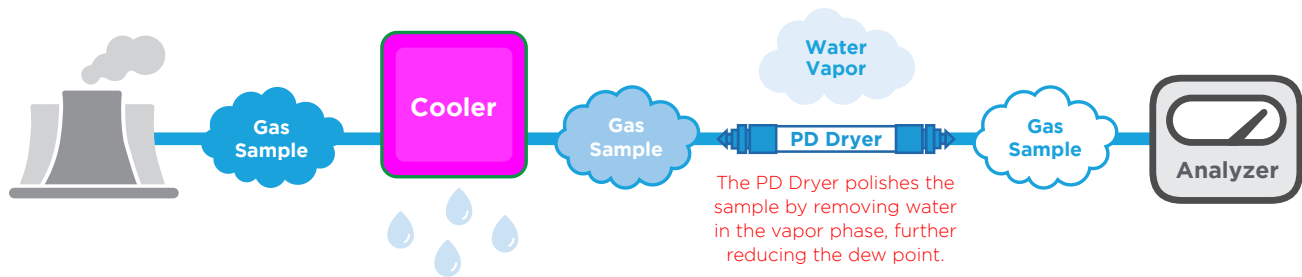 Gas
Sample
Cooler
Gas
Sample
Water
Vapor
PD Dryer
The PD Dryer polishes the
sample by removing water
in the vapor phase, further
reducing the dew point.
Gas
Sample
Analyzer